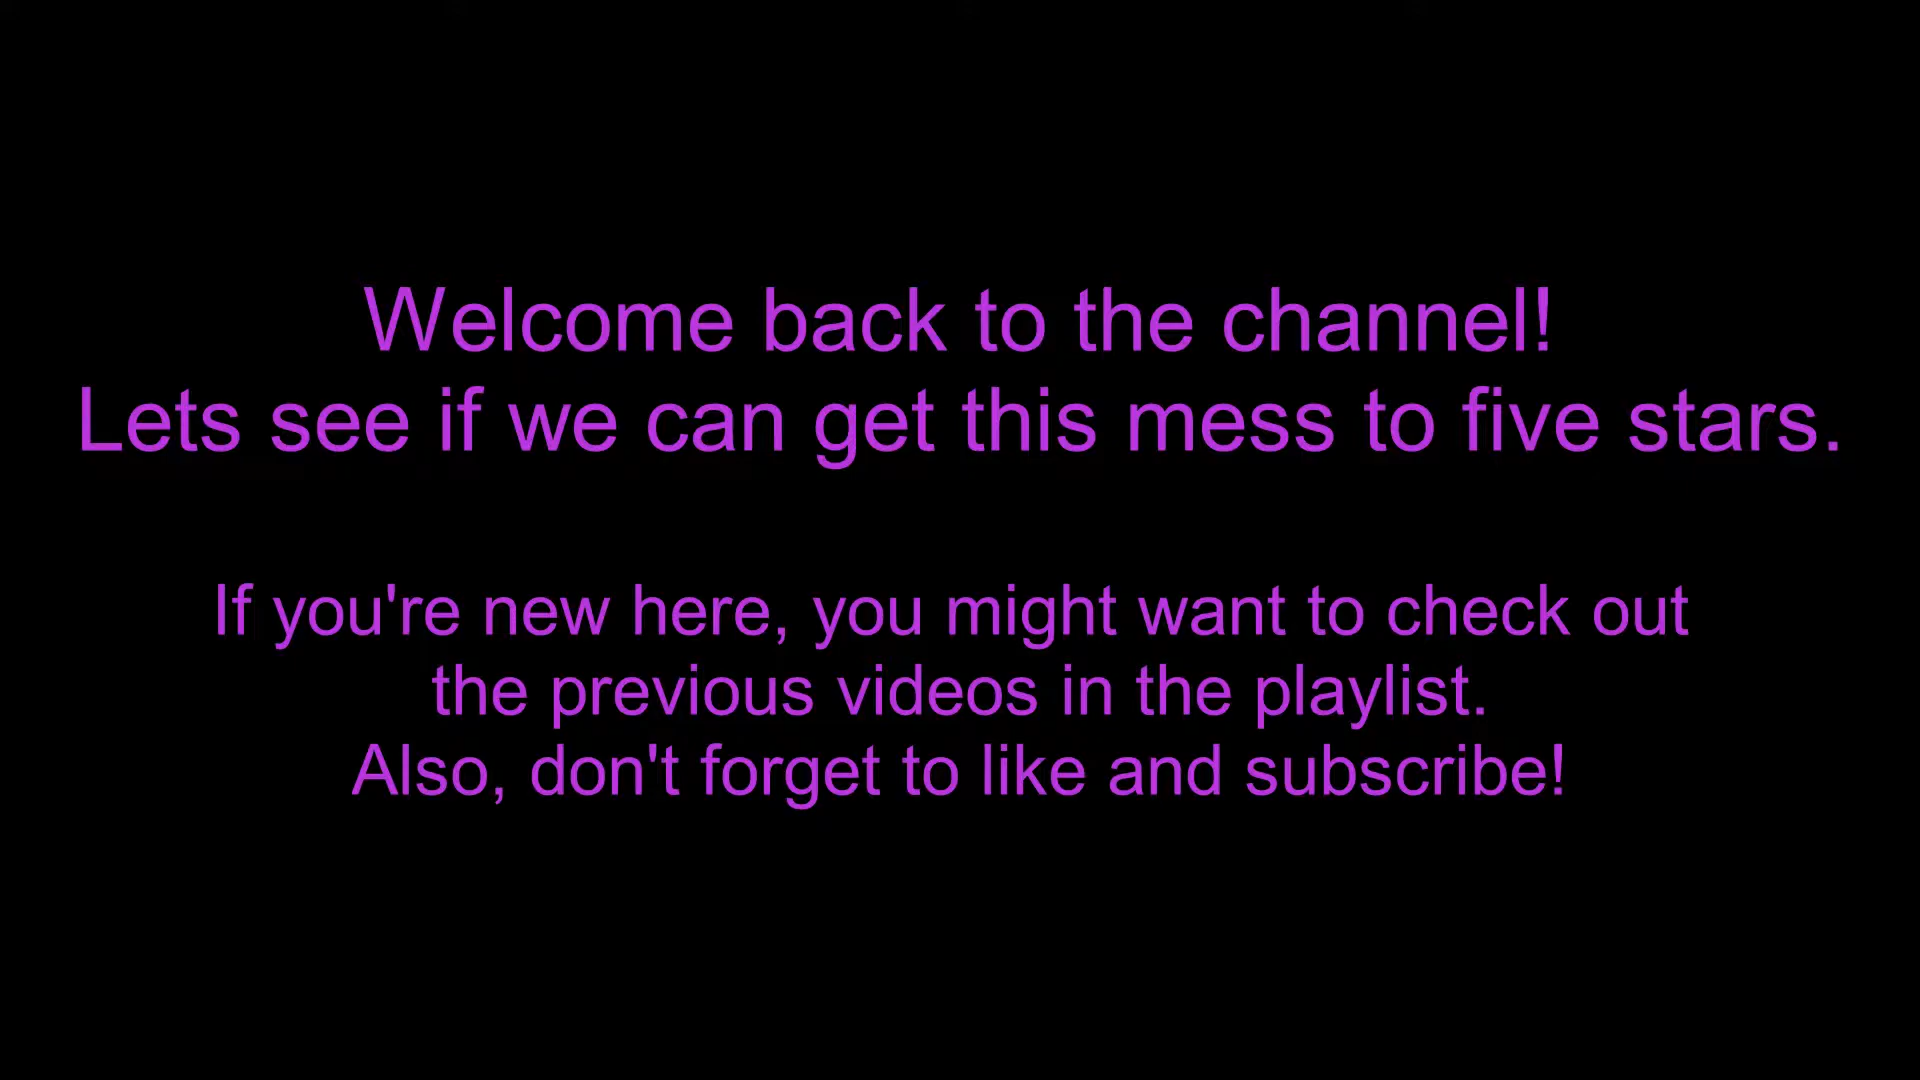 Welcome back to the channel!
Lets see if we can get this mess to five stars.
If you're new here, you might want to check out
the previous videos in the playlist.
Also, don't forget to like and subscribe!